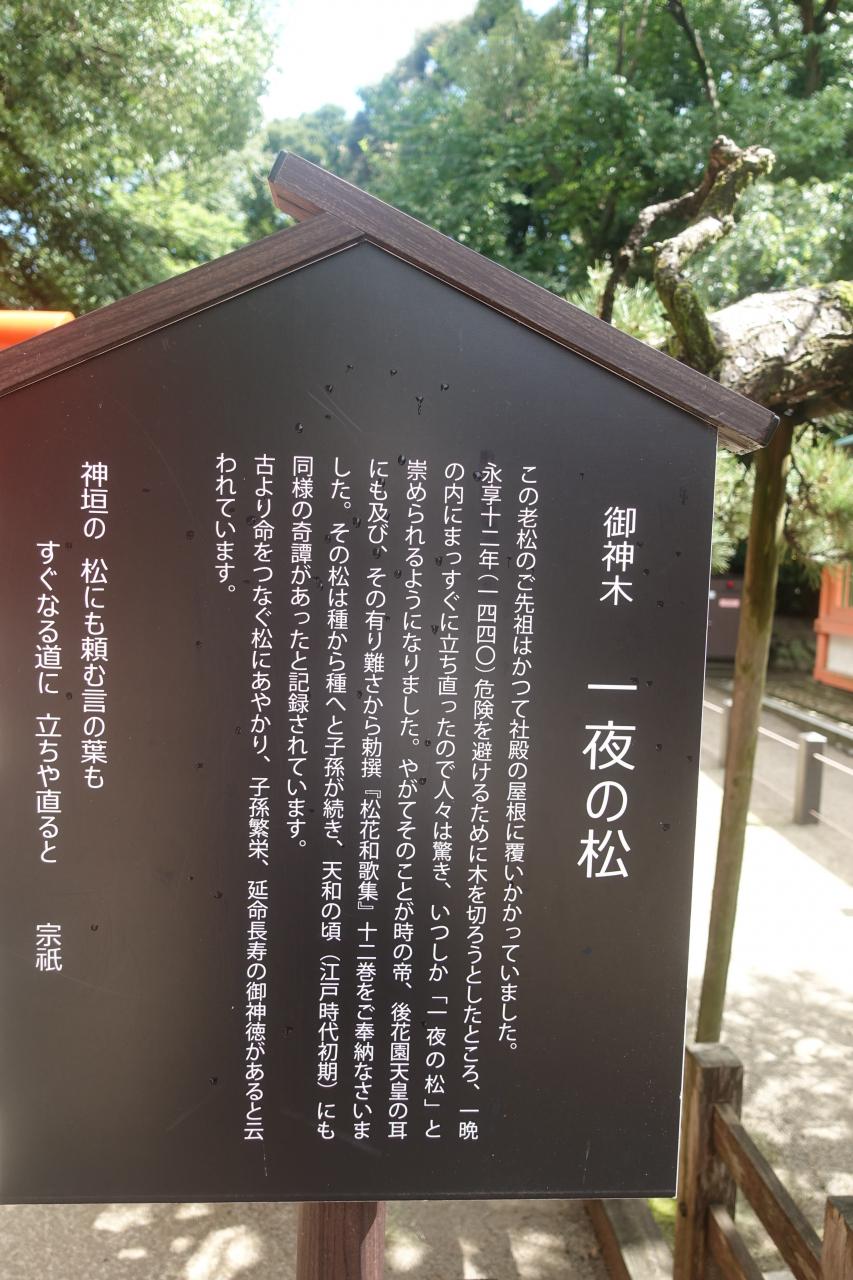 御神木 一夜の松
この老松のご先祖はかつて社殿の屋根に覆いかかっていました。
永享十二年(一四四〇)危険を避けるために木を切ろうとしたところ、一晩
の内にまっすぐに立ち直ったので人々は驚き、いつしか「一夜の松」と
崇められるようになりました。やがてそのことが時の帝、後花園天皇の耳
にも及び、その有り難さから勅撰『松花和歌集』十二巻をご奉納なさいま
した。その松は種から種へと子孫が続き、天和の頃(江戸時代初期)にも
同様の奇譚があったと記録されています。
古より命をつなぐ松にあやかり、子孫繁栄、延命長寿の御神徳があると云
われています。
神垣の 松にも頼む言の葉も
すぐなる道に 立ちや直ると 宗祇